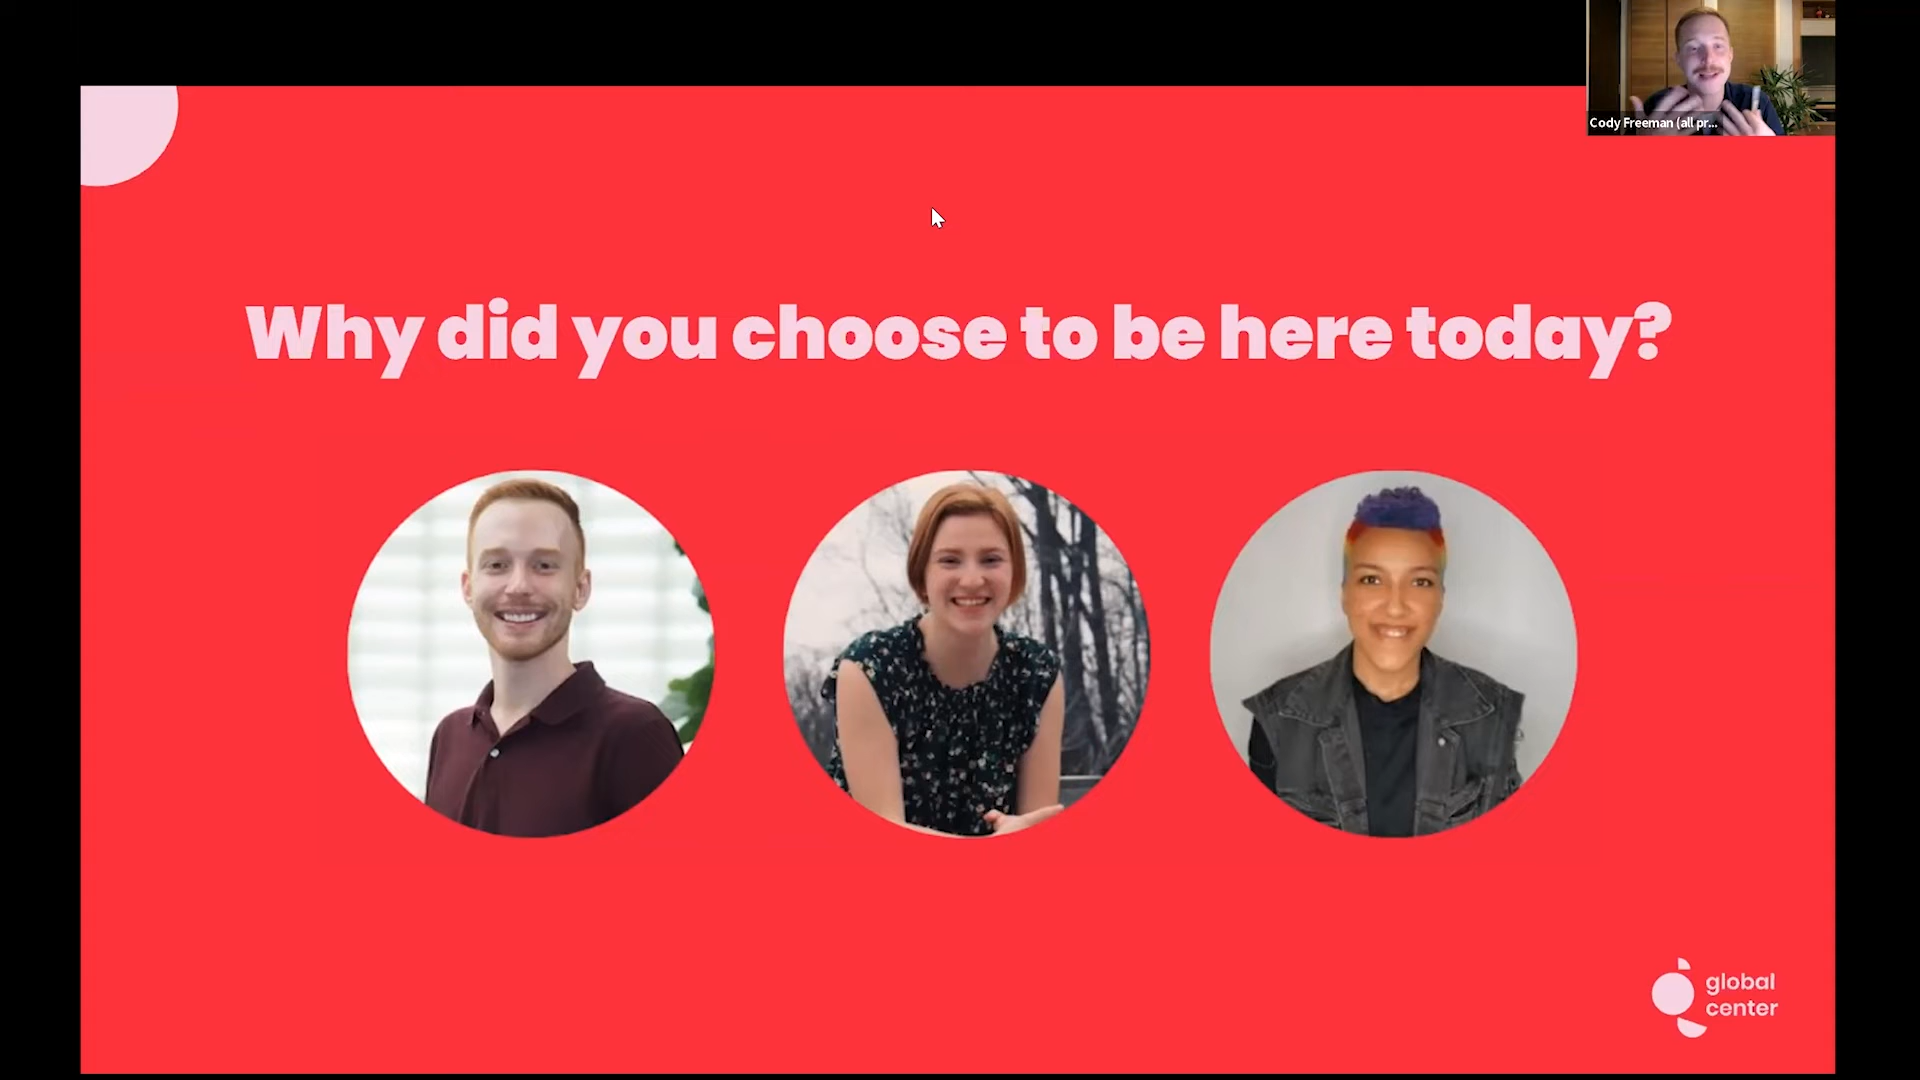 Cody Freeman (all pr...
Why did you choose to be here today?
global
center